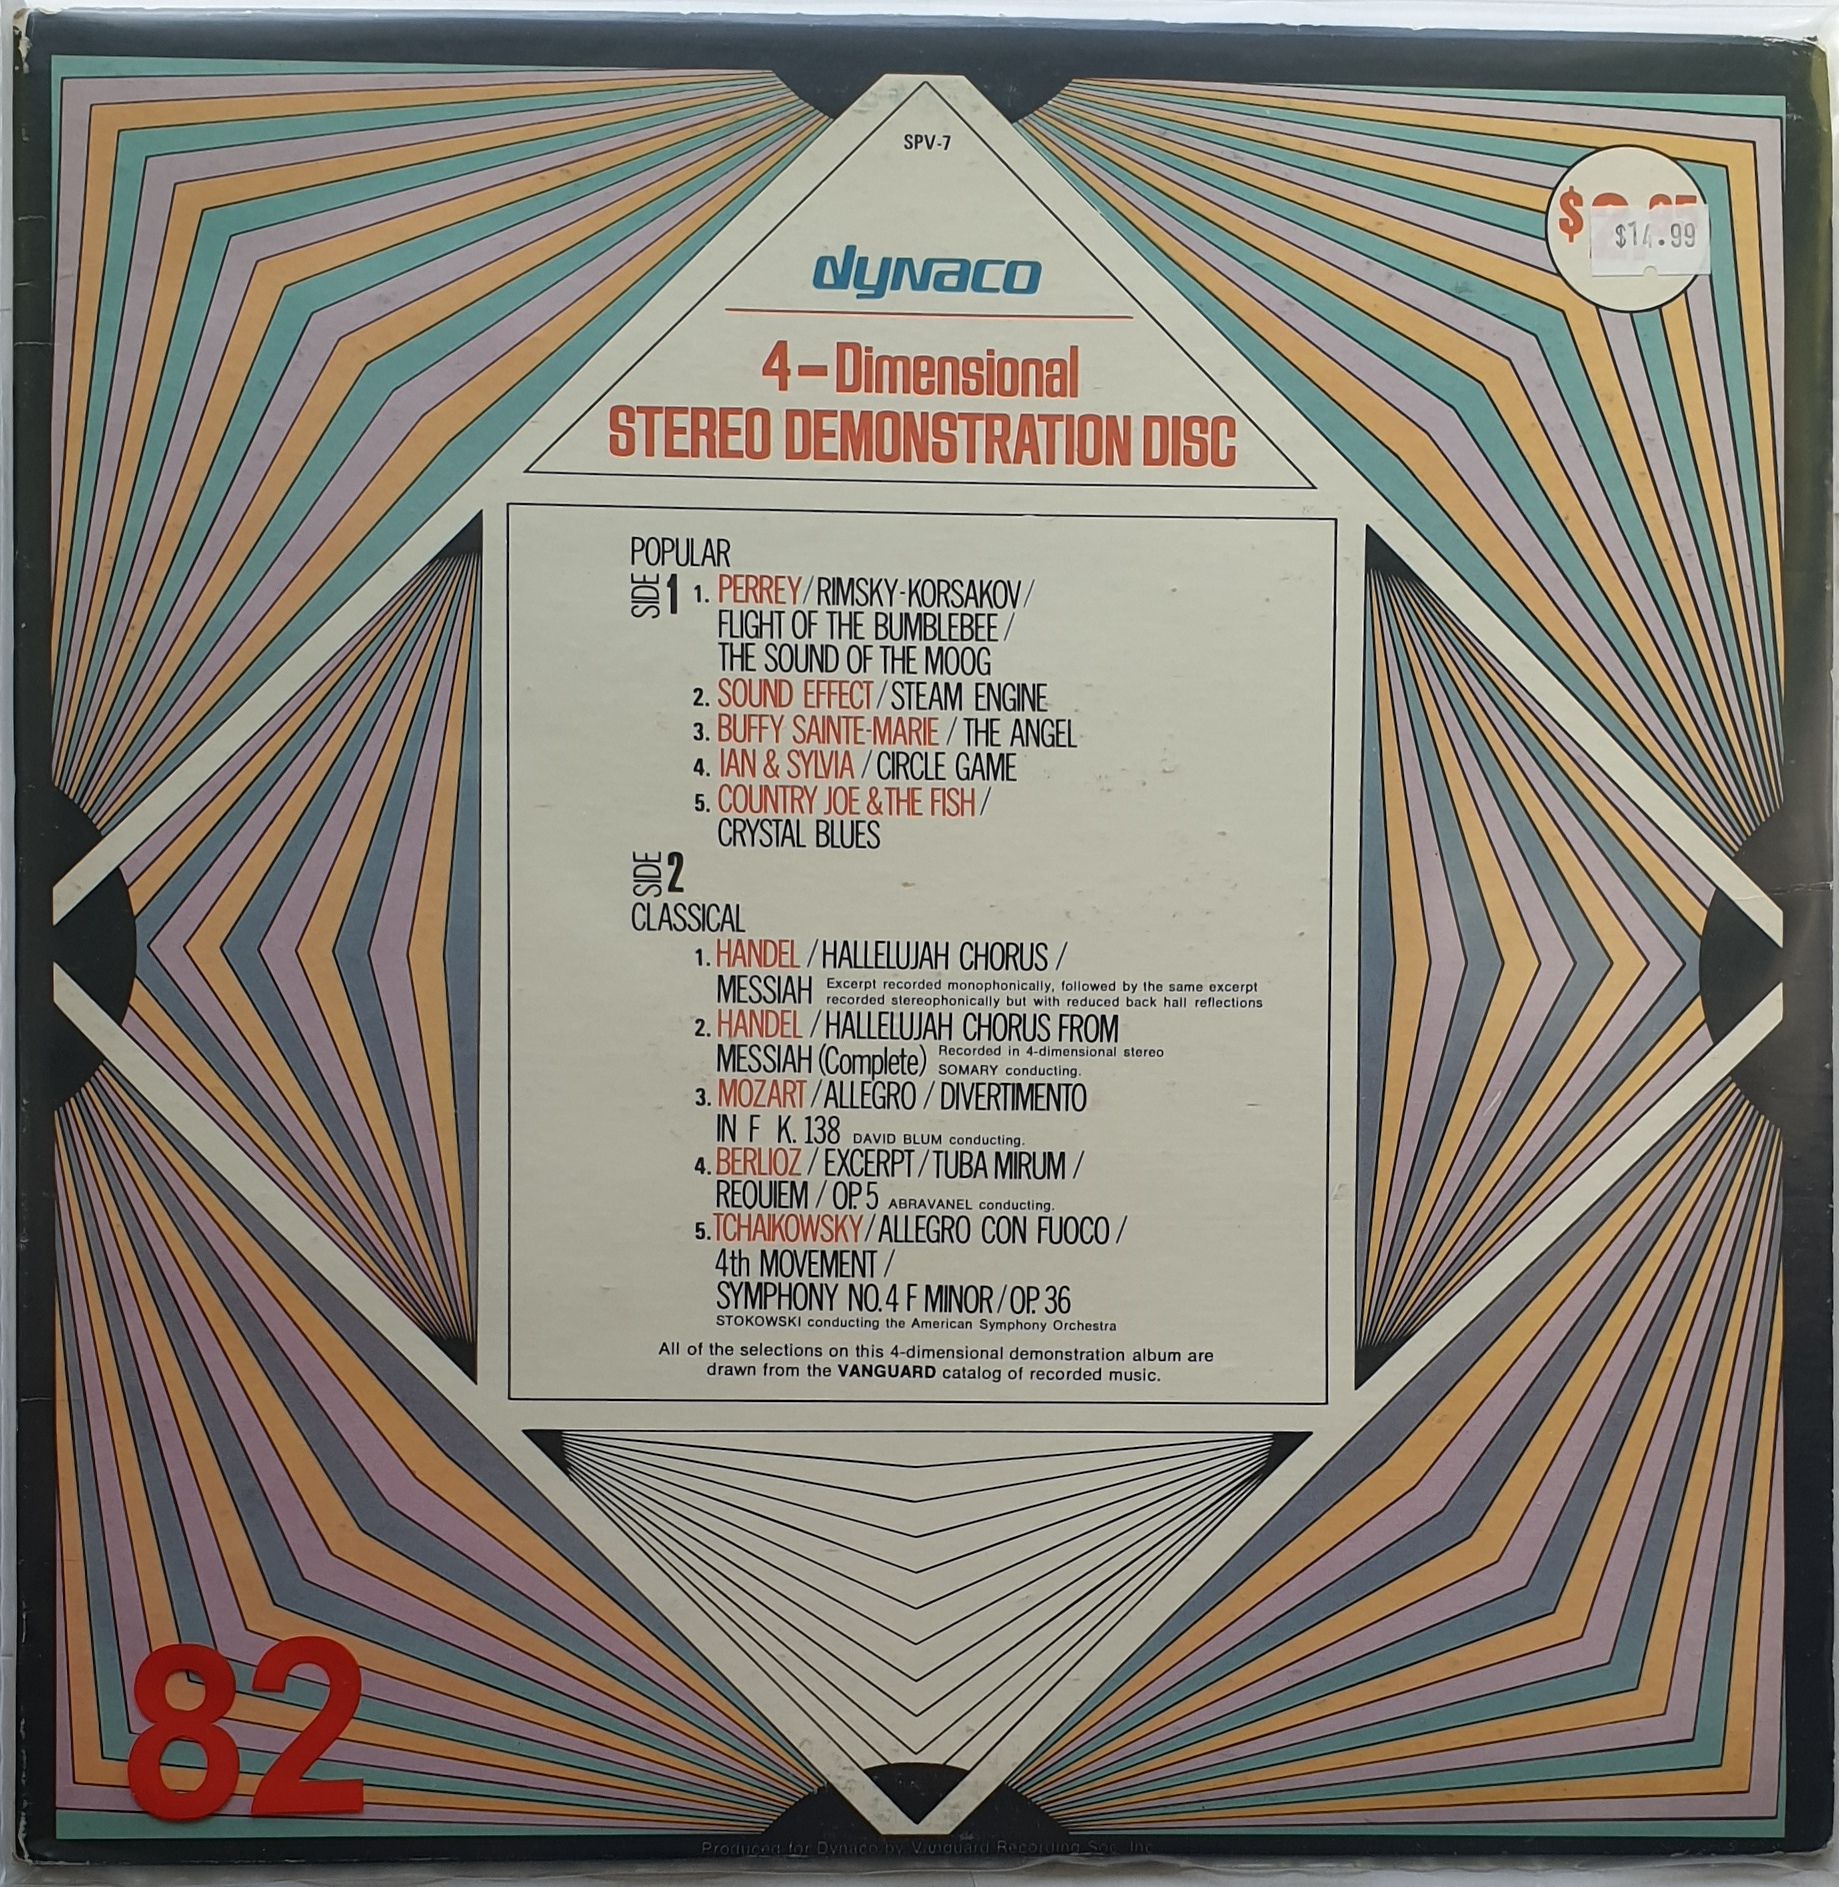 SPV-7
$
$14.99
dynaco
4-Dimensional
STEREO DEMONSTRATION DISC
POPULAR
SIDE 1
1. PERREY/RIMSKY-KORSAKOV/
FLIGHT OF THE BUMBLEBEE/
THE SOUND OF THE MOOG
2. SOUND EFFECT/STEAM ENGINE
3. BUFFY SAINTE-MARIE/THE ANGEL
4. IAN & SYLVIA/CIRCLE GAME
5. COUNTRY JOE & THE FISH/
CRYSTAL BLUES
SIDE 2
CLASSICAL
1. HANDEL/HALLELUJAH CHORUS/
MESSIAH Excerpt recorded monophonically, followed by the same excerpt
recorded stereophonically but with reduced back hall reflections
2. HANDEL/HALLELUJAH CHORUS FROM
MESSIAH (Complete) Recorded in 4-dimensional stereo
SOMARY conducting.
3. MOZART/ALLEGRO/DIVERTIMENTO
IN F K. 138 DAVID BLUM conducting.
4. BERLIOZ/EXCERPT/TUBA MIRUM/
REQUIEM/OP. 5 ABRAVANEL conducting.
5. TCHAIKOWSKY/ALLEGRO CON FUOCO/
4th MOVEMENT/
SYMPHONY NO. 4 F MINOR/OP. 36
STOKOWSKI conducting the American Symphony Orchestra
All of the selections on this 4-dimensional demonstration album are
drawn from the VANGUARD catalog of recorded music.
82
Produced for Dynaco by Vanguard Recording Soc. Inc.